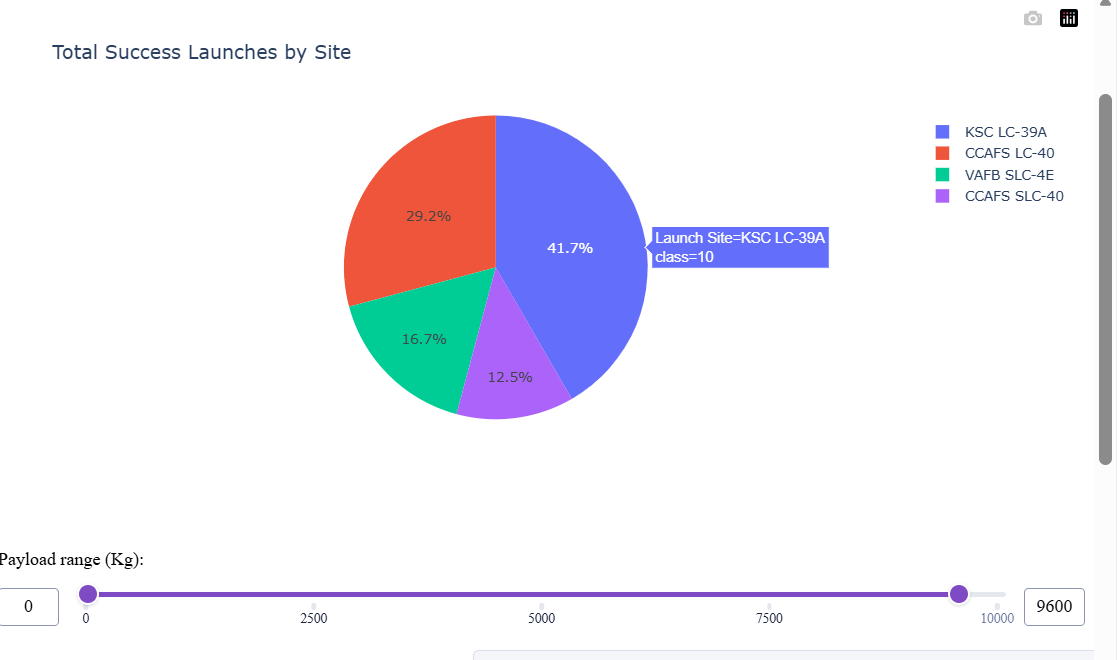 Total Success Launches by Site
KSC LC-39A
CCAFS LC-40
VAFB SLC-4E
CCAFS SLC-40
29.2%
41.7%
Launch Site=KSC LC-39A
class=10
16.7%
12.5%
Payload range (Kg):
0
9600
0
2500
5000
7500
10000